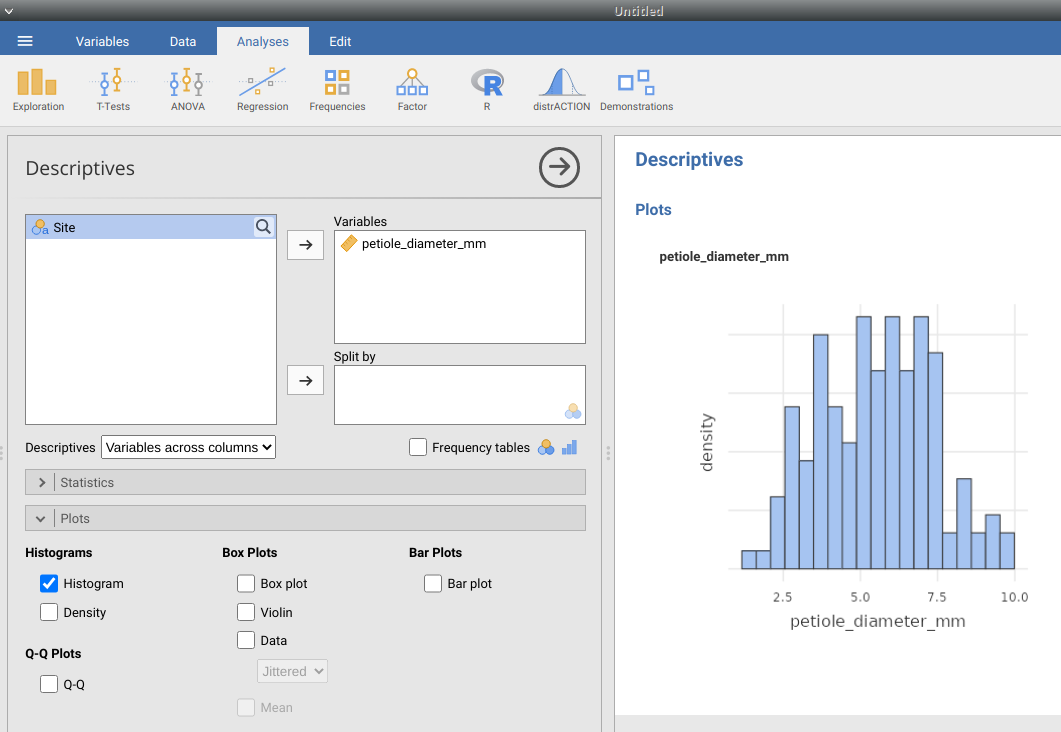 Untitled
Variables Data Analyses Edit
Exploration T-Tests ANOVA Regression Frequencies Factor R distrACTION Demonstrations
Descriptives
Site
Variables
petiole_diameter_mm
Split by
Descriptives Variables across columns Frequency tables
Statistics
Plots
Histograms Box Plots Bar Plots
Histogram Box plot Bar plot
Density Violin
Data
Q-Q Plots
Jittered
Q-Q
Mean
Descriptives
Plots
petiole_diameter_mm
density
2.5 5.0 7.5 10.0
petiole_diameter_mm